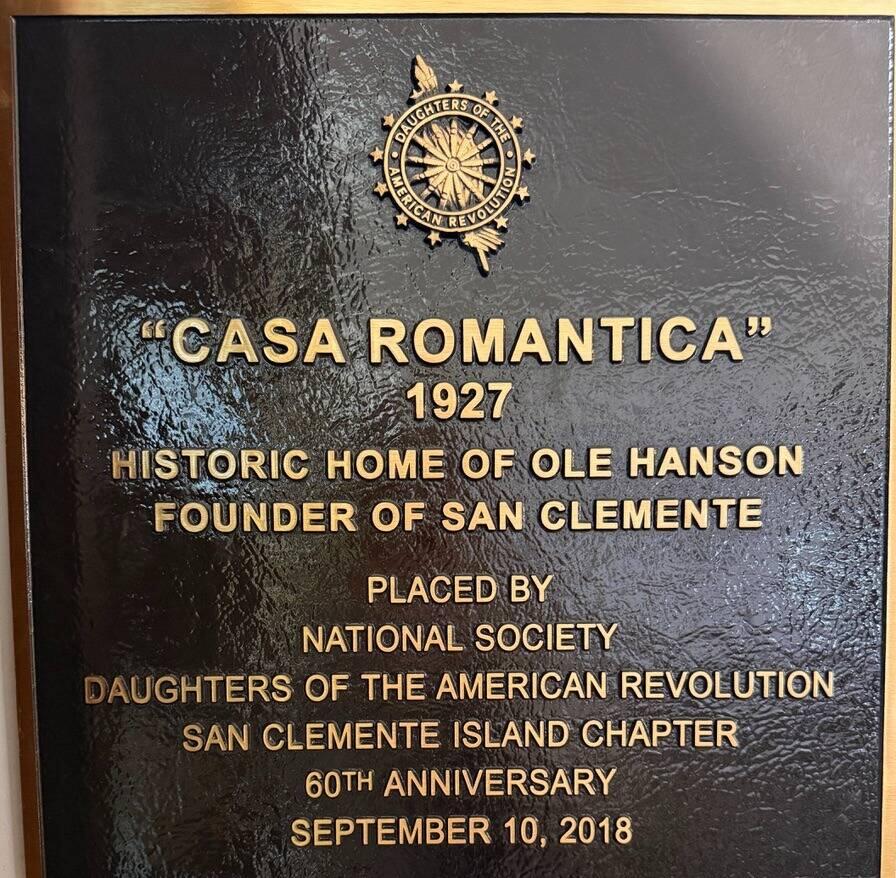 DAUGHTERS OF THE
AMERICAN REVOLUTION
“CASA ROMANTICA”
1927
HISTORIC HOME OF OLE HANSON
FOUNDER OF SAN CLEMENTE
PLACED BY
NATIONAL SOCIETY
DAUGHTERS OF THE AMERICAN REVOLUTION
SAN CLEMENTE ISLAND CHAPTER
60TH ANNIVERSARY
SEPTEMBER 10, 2018